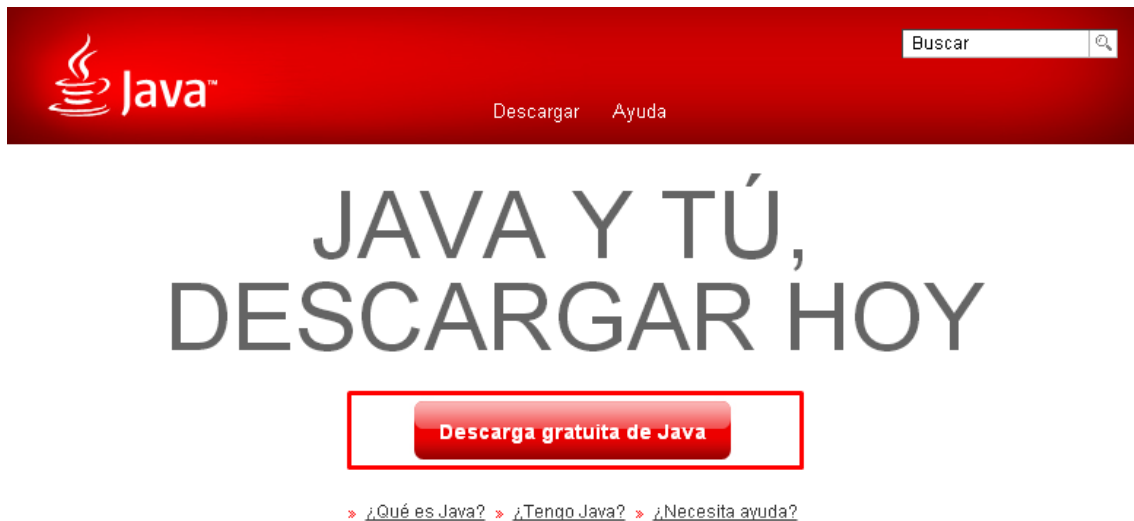 Buscar
Java™
Descargar Ayuda
JAVA Y TÚ,
DESCARGAR HOY
Descarga gratuita de Java
» ¿Qué es Java? » ¿Tengo Java? » ¿Necesita ayuda?